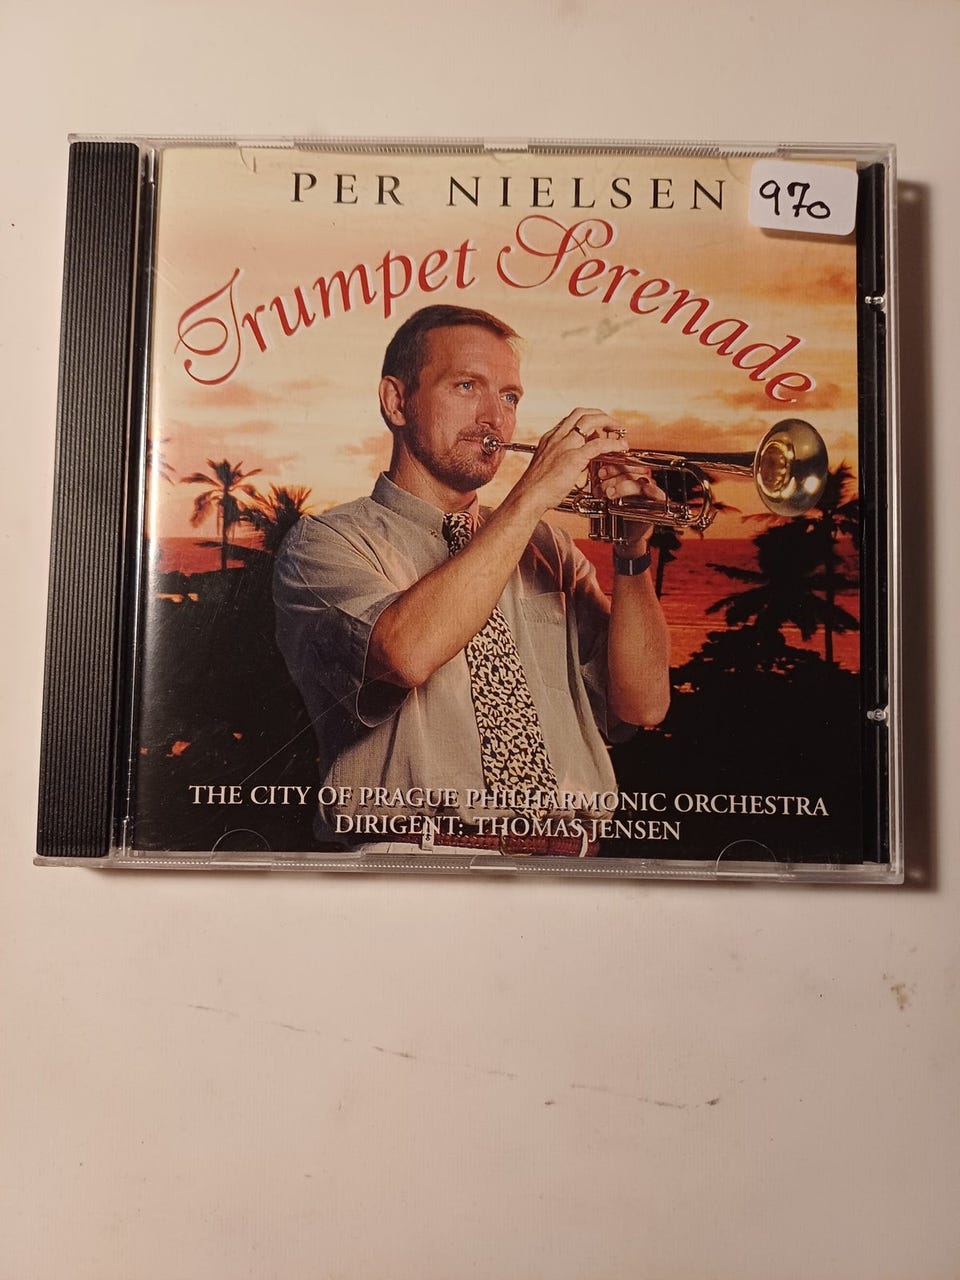 PER NIELSEN
970
Trumpet Serenade
THE CITY OF PRAGUE PHILHARMONIC ORCHESTRA
DIRIGENT: THOMAS JENSEN